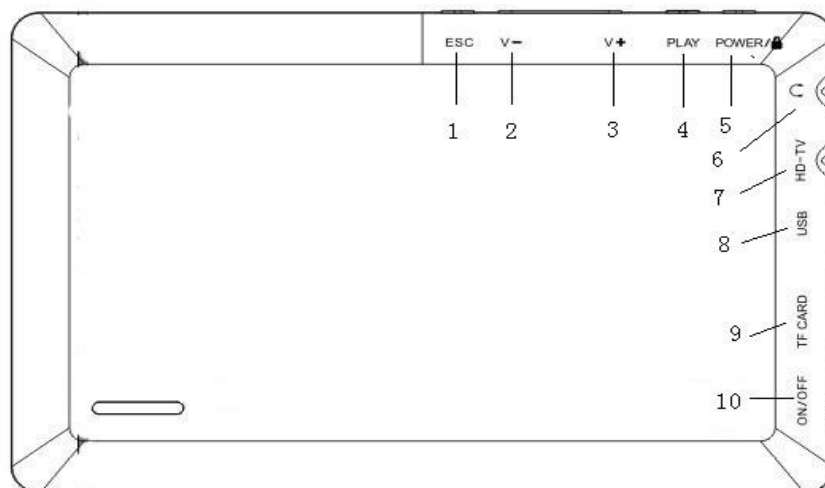 ESC V− V+ PLAY POWER/
1 2 3 4 5
6
HD-TV
7
USB
8
TF CARD
9
ON/OFF
10